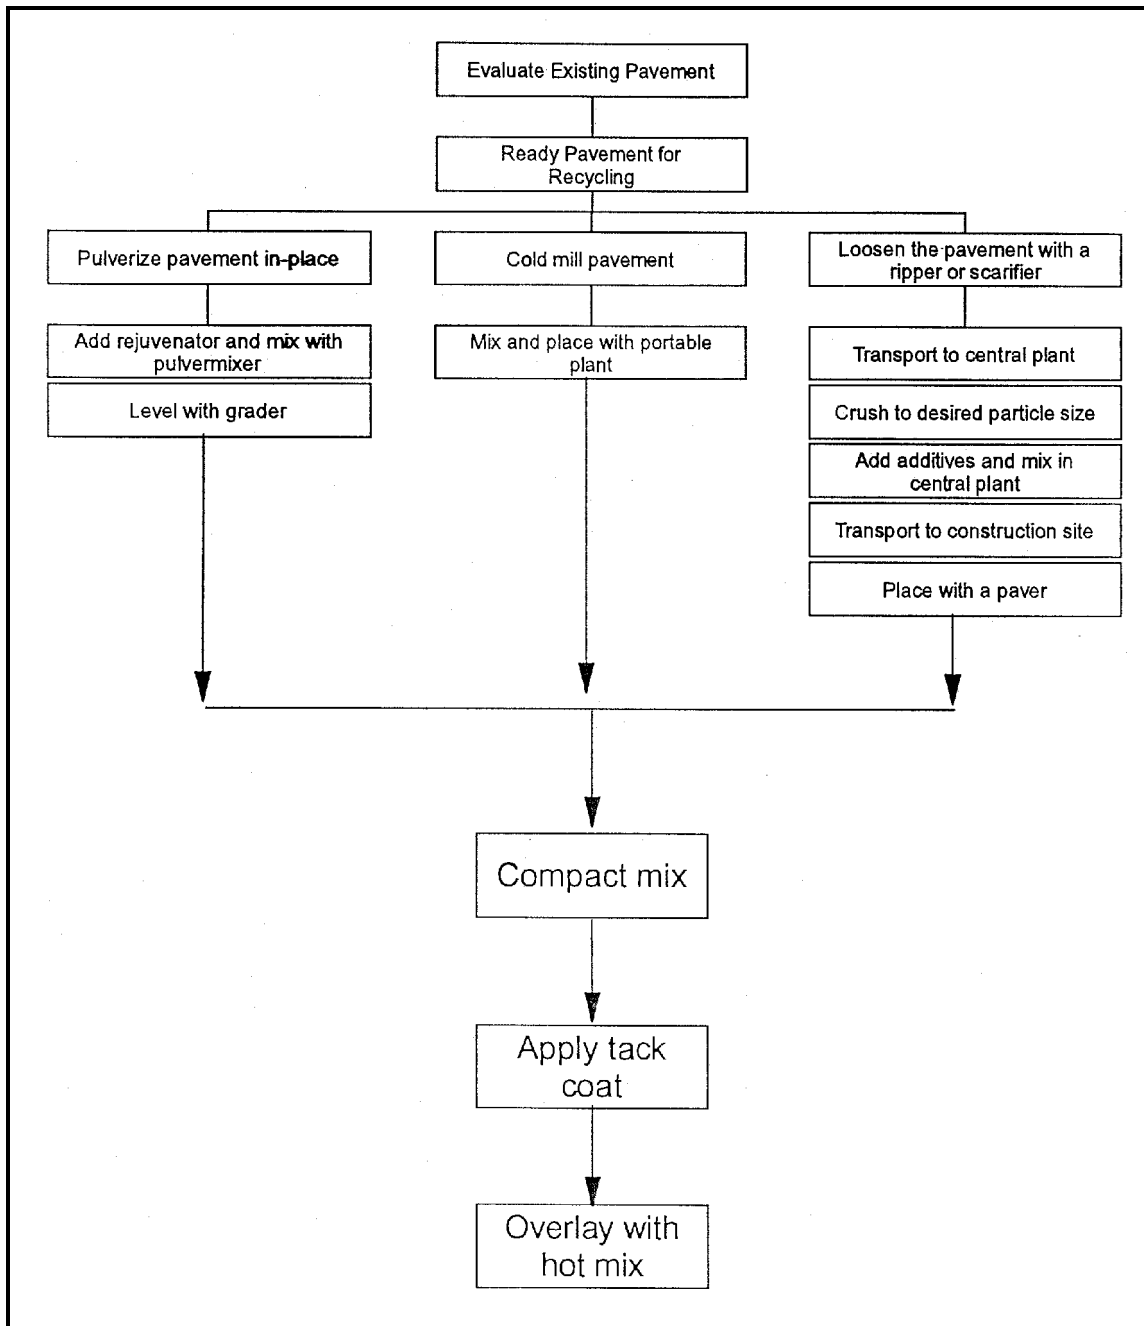 Evaluate Existing Pavement
Ready Pavement for
Recycling
Pulverize pavement in-place
Add rejuvenator and mix with
pulvermixer
Level with grader
Cold mill pavement
Mix and place with portable
plant
Loosen the pavement with a
ripper or scarifier
Transport to central plant
Crush to desired particle size
Add additives and mix in
central plant
Transport to construction site
Place with a paver
Compact mix
Apply tack
coat
Overlay with
hot mix